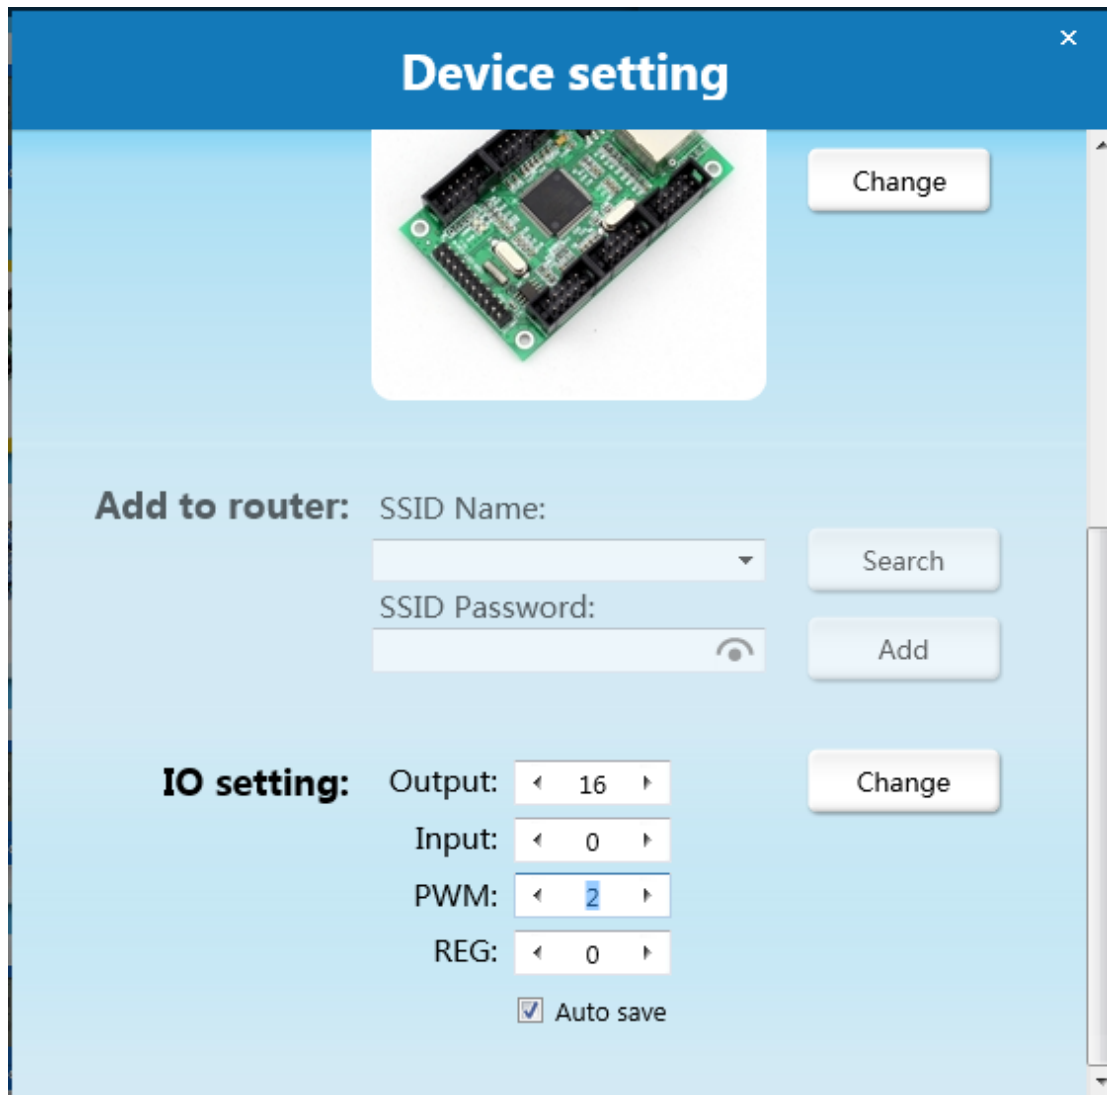 Device setting
Change
Add to router: SSID Name:
Search
SSID Password:
Add
IO setting: Output: 16 Change
Input: 0
PWM: 2
REG: 0
Auto save